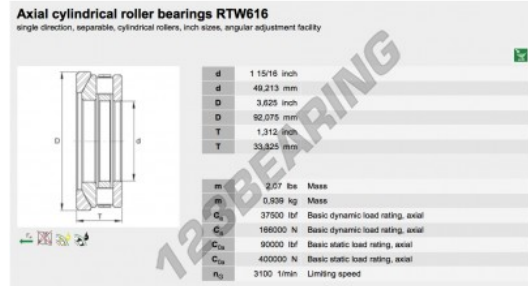 Axial cylindrical roller bearings RTW616
single direction, separable, cylindrical rollers, inch sizes, angular adjustment facility
d 1 15/16 inch
d 49,213 mm
D 3,625 inch
D 92,075 mm
T 1,312 inch
T 33,325 mm
D d
T
m 2,07 lbs Mass
m 0,939 kg Mass
Ca 37500 lbf Basic dynamic load rating, axial
Ca 166000 N Basic dynamic load rating, axial
C0a 90000 lbf Basic static load rating, axial
C0a 400000 N Basic static load rating, axial
nG 3100 1/min Limiting speed
123BEARING